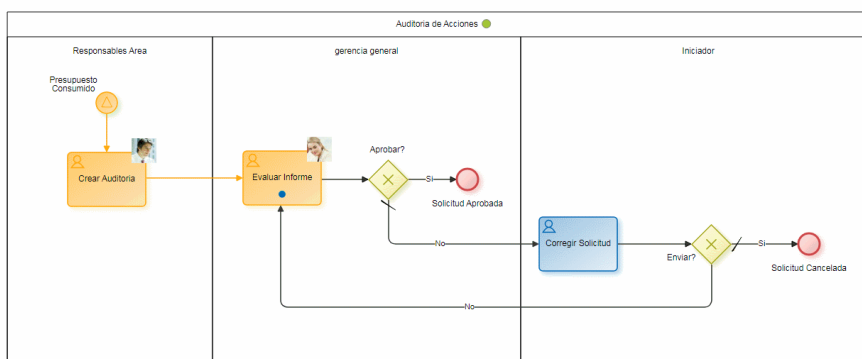 Auditoria de Acciones
Responsables Area
gerencia general
Iniciador
Presupuesto
Consumido
Crear Auditoria
Evaluar Informe
Aprobar?
Si
Solicitud Aprobada
No
Corregir Solicitud
Enviar?
Si
Solicitud Cancelada
No